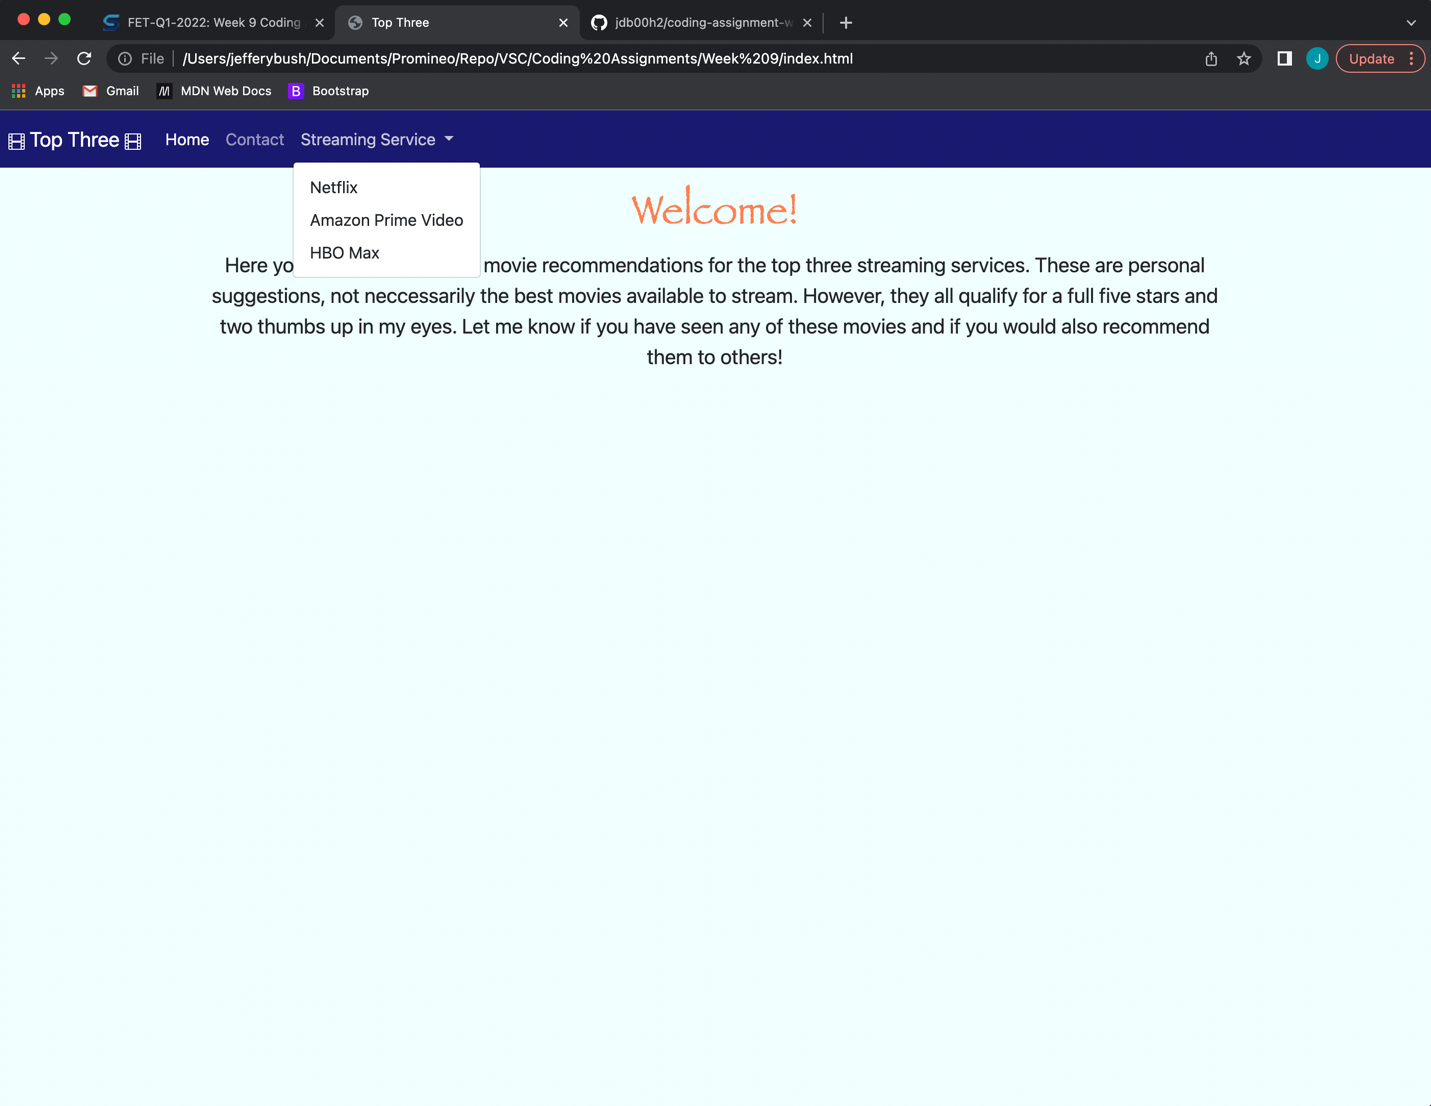 FET-Q1-2022: Week 9 Coding
Top Three
jdb00h2/coding-assignment-w
File
/Users/jefferybush/Documents/Promineo/Repo/VSC/Coding%20Assignments/Week%209/index.html
J
Update
Apps
Gmail
M
MDN Web Docs
B
Bootstrap
Top Three
Home
Contact
Streaming Service
Netflix
Amazon Prime Video
HBO Max
Welcome!
Here yo movie recommendations for the top three streaming services. These are personal
suggestions, not neccessarily the best movies available to stream. However, they all qualify for a full five stars and
two thumbs up in my eyes. Let me know if you have seen any of these movies and if you would also recommend
them to others!